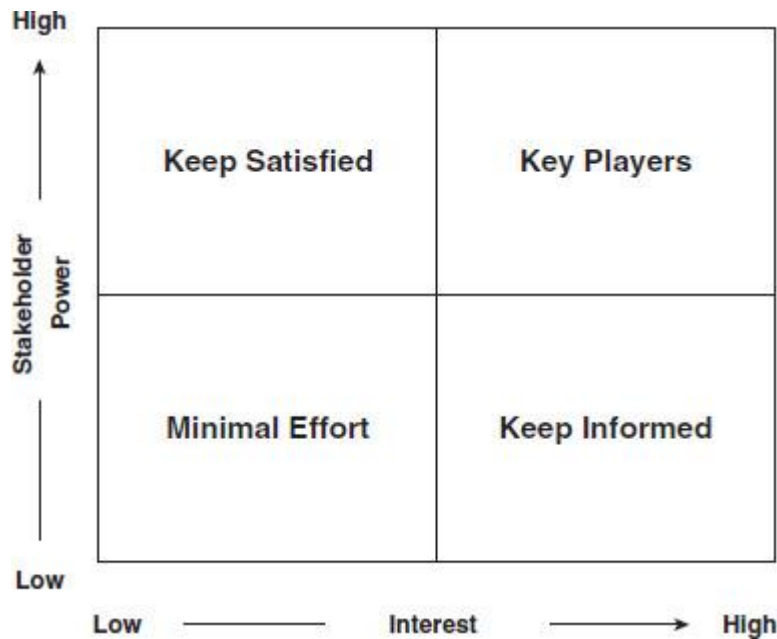 High
Keep Satisfied
Key Players
Stakeholder
Power
Minimal Effort
Keep Informed
Low
Low
Interest
High